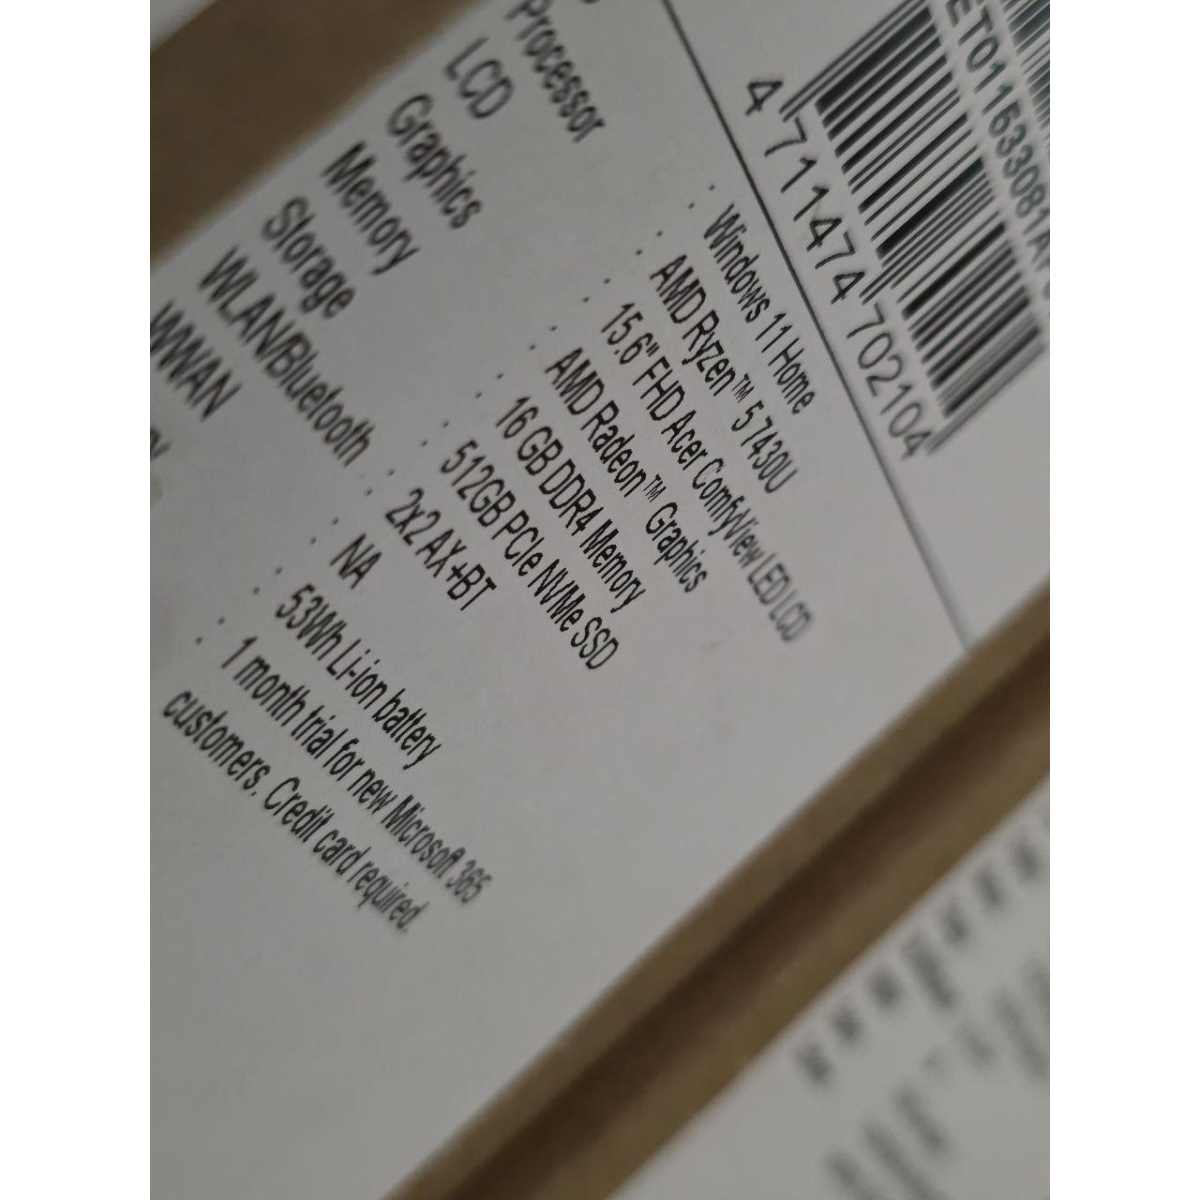 ET01163308
4 711474 702104
Windows 11 Home
Processor : AMD Ryzen™ 5 7430U
LCD : 15.6" FHD Acer ComfyView LED LCD
Graphics : AMD Radeon™ Graphics
Memory : 16 GB DDR4 Memory
Storage : 512GB PCIe NVMe SSD
WLAN/Bluetooth : 2x2 AX+BT
WWAN : NA
: 53Wh Li-ion battery
: 1 month trial for new Microsoft 365
customers. Credit card required.